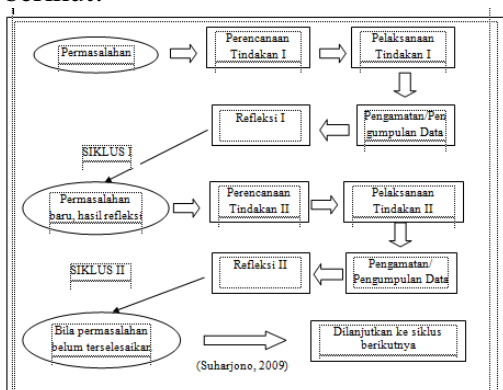 berikut:
Permasalahan
Perencanaan
Tindakan I
Pelaksanaan
Tindakan I
Refleksi I
Pengamatan/Pen
gumpulan Data
SIKLUS I
Permasalahan
baru, hasil refleksi
Perencanaan
Tindakan II
Pelaksanaan
Tindakan II
SIKLUS II
Refleksi II
Pengamatan/
Pengumpulan Data
Bila permasalahan
belum terselesaikan
Dilanjutkan ke siklus
berikutnya
(Suharjono, 2009)